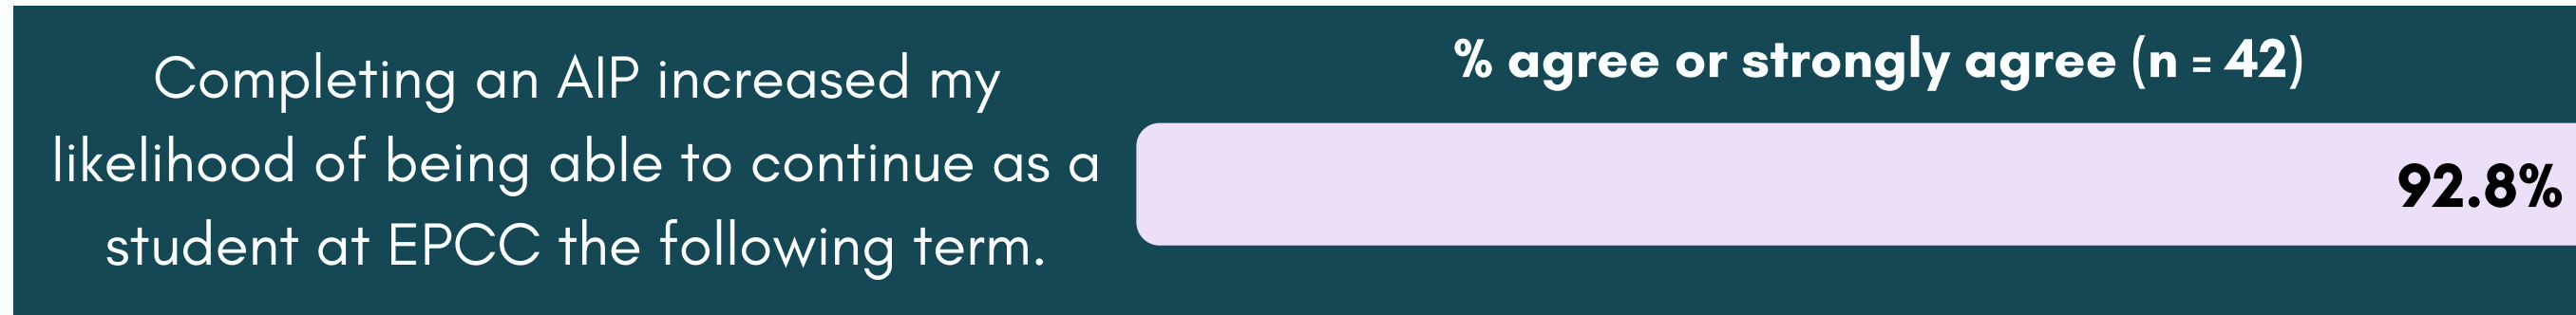 Completing an AIP increased my
likelihood of being able to continue as a
student at EPCC the following term.
% agree or strongly agree (n = 42)
92.8%